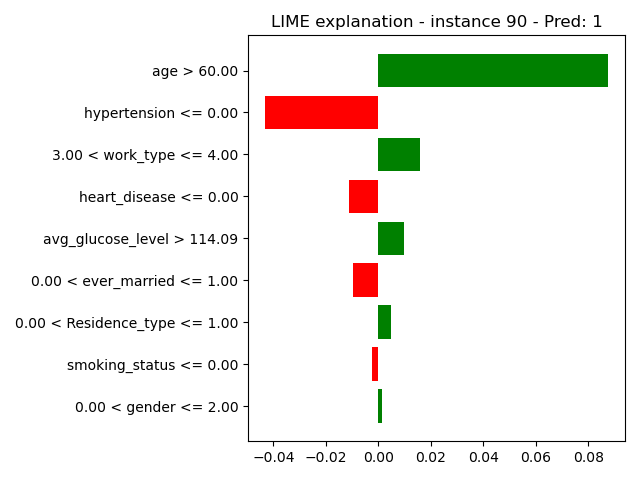 LIME explanation - instance 90 - Pred: 1
age > 60.00
hypertension <= 0.00
3.00 < work_type <= 4.00
heart_disease <= 0.00
avg_glucose_level > 114.09
0.00 < ever_married <= 1.00
0.00 < Residence_type <= 1.00
smoking_status <= 0.00
0.00 < gender <= 2.00
−0.04 −0.02 0.00 0.02 0.04 0.06 0.08